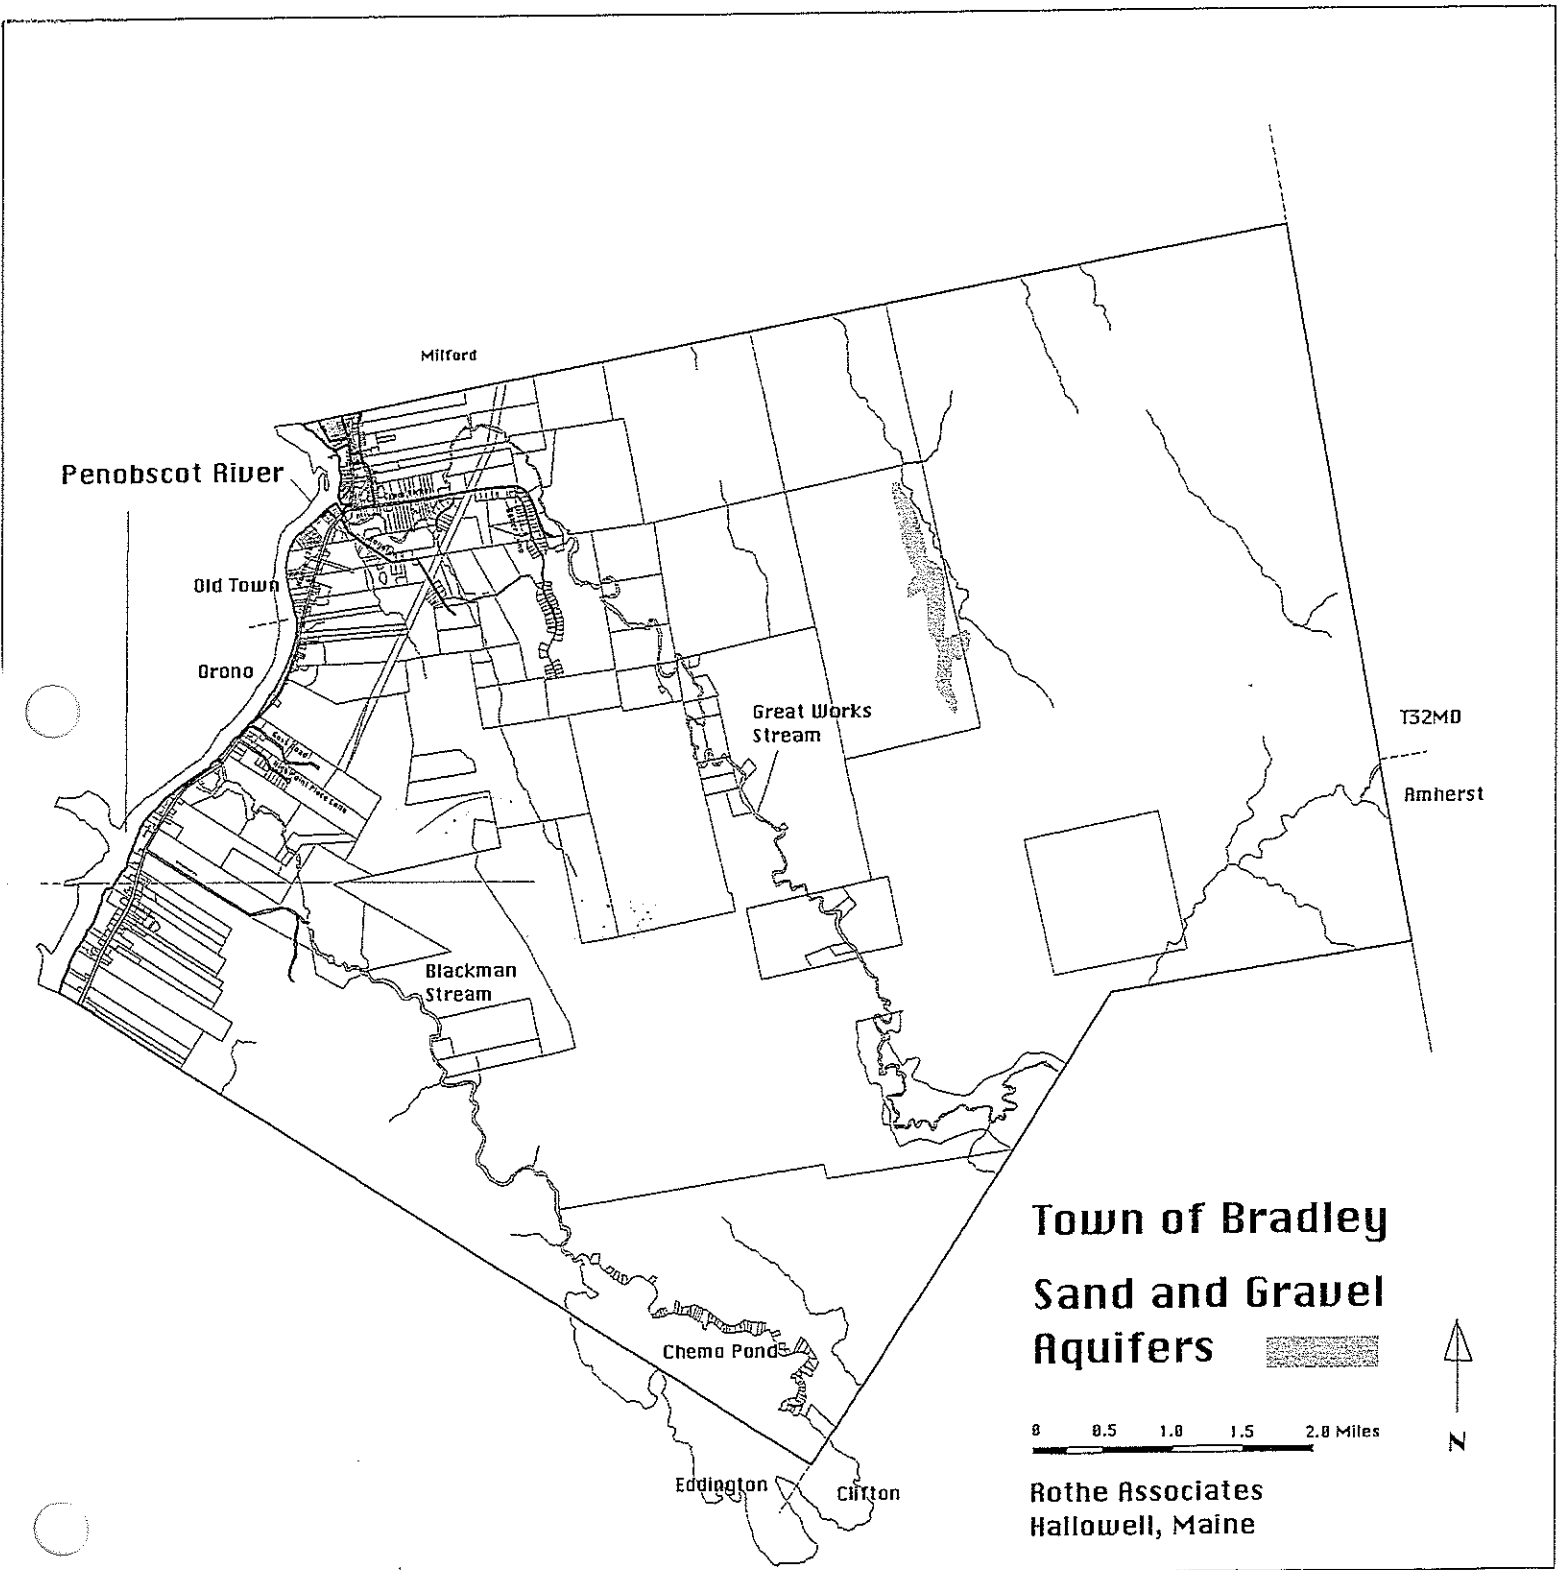 Milford
Penobscot River
Old Town
Orono
Great Works
Stream
T32MD
Amherst
Blackman
Stream
Town of Bradley
Sand and Gravel
Aquifers
Chemo Pond
0 0.5 1.0 1.5 2.0 Miles
N
Eddington
Clifton
Rothe Associates
Hallowell, Maine